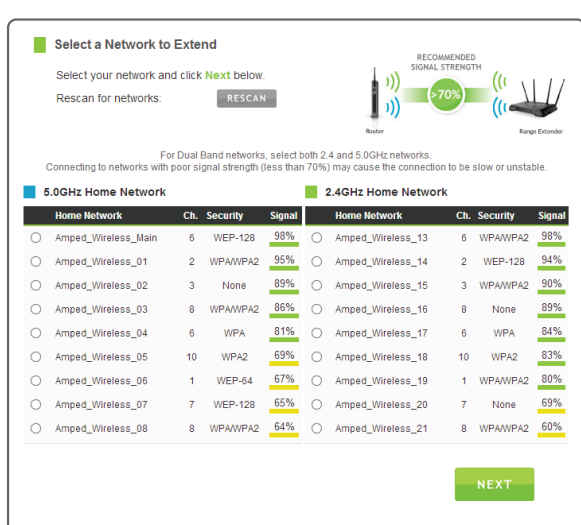 Select a Network to Extend
Select your network and click Next below.
Rescan for networks: RESCAN
RECOMMENDED
SIGNAL STRENGTH
>70%
Router Range Extender
For Dual Band networks, select both 2.4 and 5.0GHz networks.
Connecting to networks with poor signal strength (less than 70%) may cause the connection to be slow or unstable.
5.0GHz Home Network
Home Network Ch. Security Signal
Amped_Wireless_Main 6 WEP-128 98%
Amped_Wireless_01 2 WPA/WPA2 95%
Amped_Wireless_02 3 None 89%
Amped_Wireless_03 8 WPA/WPA2 86%
Amped_Wireless_04 6 WPA 81%
Amped_Wireless_05 10 WPA2 69%
Amped_Wireless_06 1 WEP-64 67%
Amped_Wireless_07 7 WEP-128 65%
Amped_Wireless_08 8 WPA/WPA2 64%
2.4GHz Home Network
Home Network Ch. Security Signal
Amped_Wireless_13 6 WPA/WPA2 98%
Amped_Wireless_14 2 WEP-128 94%
Amped_Wireless_15 3 WPA/WPA2 90%
Amped_Wireless_16 8 None 89%
Amped_Wireless_17 6 WPA 84%
Amped_Wireless_18 10 WPA2 83%
Amped_Wireless_19 1 WPA/WPA2 80%
Amped_Wireless_20 7 None 69%
Amped_Wireless_21 8 WPA/WPA2 60%
NEXT